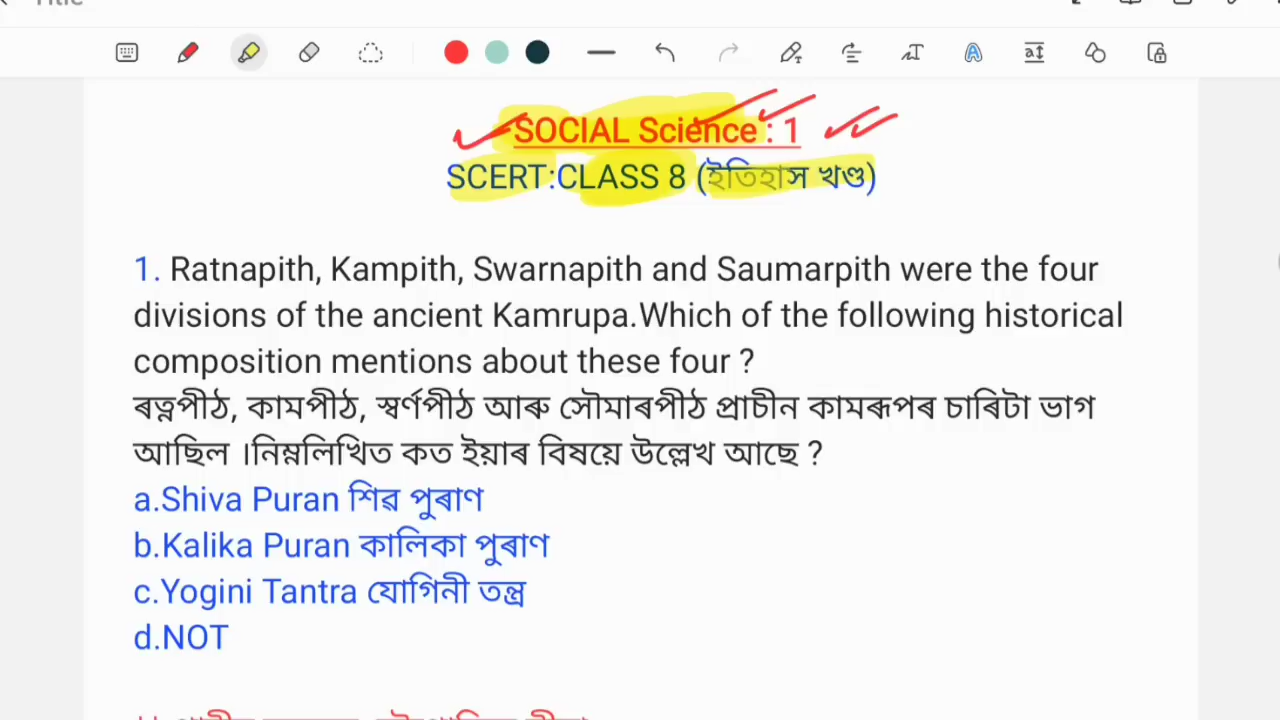 SOCIAL Science : 1
SCERT:CLASS 8 (ইতিহাস খণ্ড)
1. Ratnapith, Kampith, Swarnapith and Saumarpith were the four
divisions of the ancient Kamrupa.Which of the following historical
composition mentions about these four ?
ৰত্নপীঠ, কামপীঠ, স্বৰ্ণপীঠ আৰু সৌমাৰপীঠ প্ৰাচীন কামৰূপৰ চাৰিটা ভাগ
আছিল ।নিম্নলিখিত কত ইয়াৰ বিষয়ে উল্লেখ আছে ?
a.Shiva Puran শিৱ পুৰাণ
b.Kalika Puran কালিকা পুৰাণ
c.Yogini Tantra যোগিনী তন্ত্ৰ
d.NOT